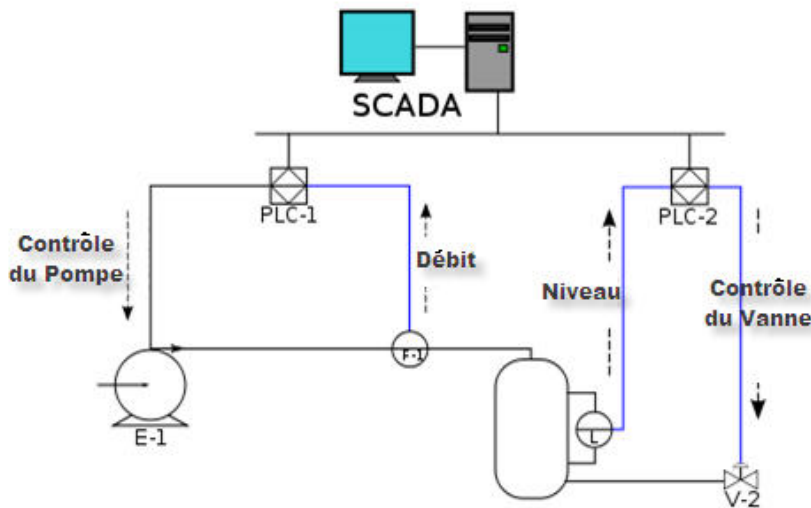 SCADA
PLC-1
PLC-2
Contrôle
du Pompe
Débit
Niveau
Contrôle
du Vanne
F-1
E-1
L
V-2